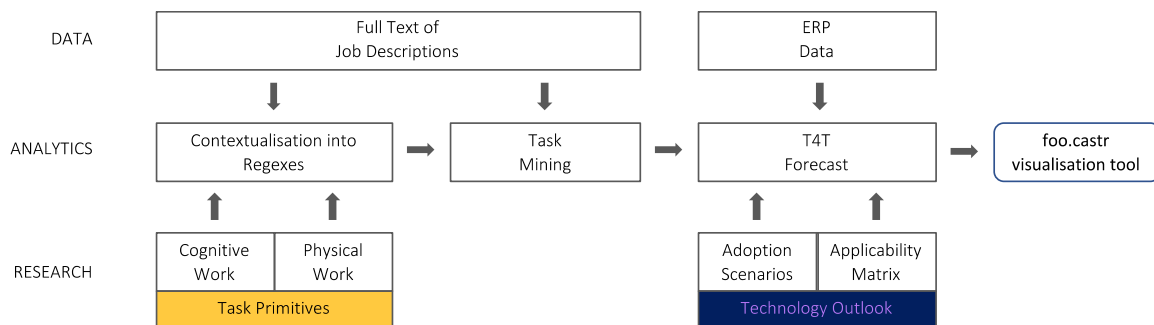 DATA
Full Text of
Job Descriptions
ERP
Data
ANALYTICS
Contextualisation into
Regexes
Task
Mining
T4T
Forecast
foo.castr
visualisation tool
RESEARCH
Cognitive
Work
Physical
Work
Adoption
Scenarios
Applicability
Matrix
Task Primitives
Technology Outlook